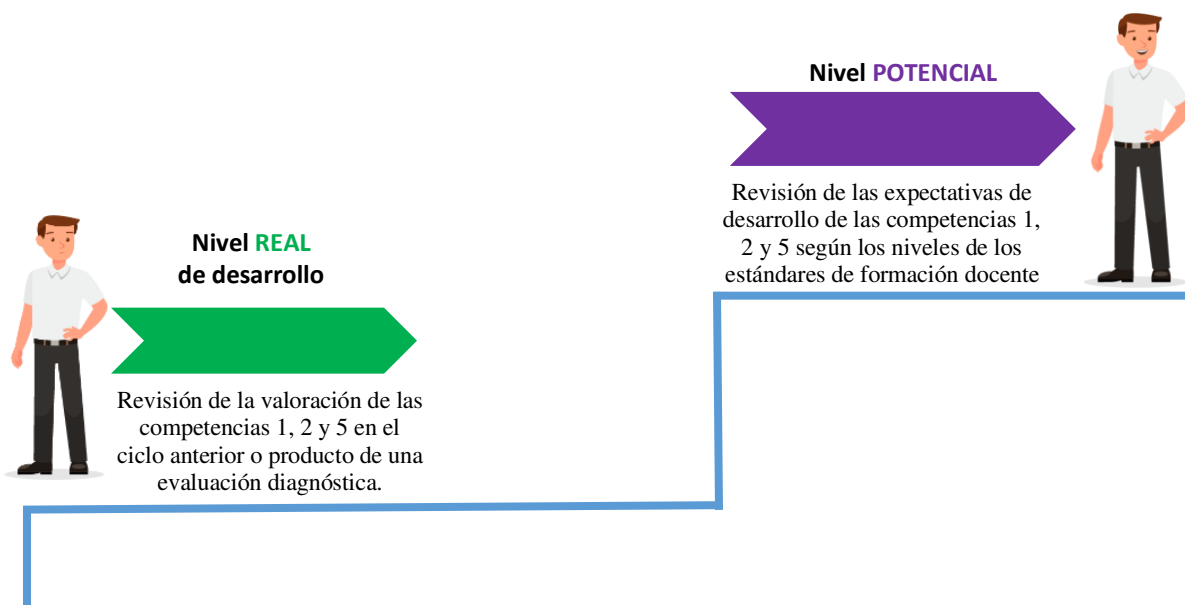 Nivel POTENCIAL
Revisión de las expectativas de
desarrollo de las competencias 1,
2 y 5 según los niveles de los
estándares de formación docente
Nivel REAL
de desarrollo
Revisión de la valoración de las
competencias 1, 2 y 5 en el
ciclo anterior o producto de una
evaluación diagnóstica.